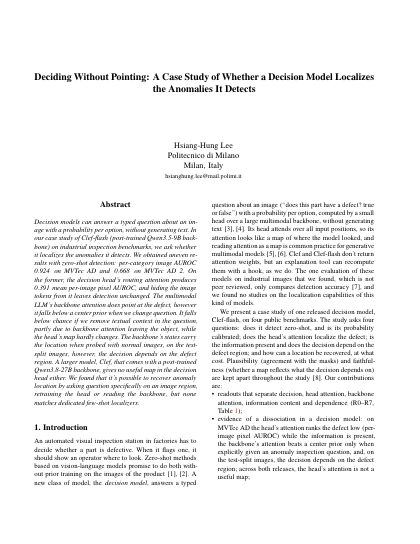 Deciding Without Pointing: A Case Study of Whether a Decision Model Localizes
the Anomalies It Detects
Hsiang-Hung Lee
Politecnico di Milano
Milan, Italy
hsianghung.lee@mail.polimi.it
Abstract
Decision models can answer a typed question about an im-
age with a probability per option, without generating text. In
our case study of Clef-flash (post-trained Qwen3.5-9B back-
bone) on industrial inspection benchmarks, we ask whether
it localizes the anomalies it detects. We obtained uneven re-
sults with zero-shot detection: per-category image AUROC
0.924 on MVTec AD and 0.668 on MVTec AD 2. On
the former, the decision head's routing attention produces
0.391 mean per-image pixel AUROC, and hiding the image
tokens from it leaves detection unchanged. The multimodal
LLM's backbone attention does point at the defect, however
it falls below a center prior when we change question. It falls
below chance if we remove textual context to the question,
partly due to backbone attention leaving the object, while
the head's map hardly changes. The backbone's states carry
the location when probed with normal images, on the test-
split images, however, the decision depends on the defect
region. A larger model, Clef, that comes with a post-trained
Qwen3.8-27B backbone, gives no useful map in the decision
head either. We found that it's possible to recover anomaly
location by asking question specifically on an image region,
retraining the head or reading the backbone, but none
matches dedicated few-shot localizers.
1. Introduction
An automated visual inspection station in factories has to
decide whether a part is defective. When it flags one, it
should show an operator where to look. Zero-shot methods
based on vision-language models promise to do both with-
out prior training on the images of the product [1], [2]. A
new class of model, the decision model, answers a typed
question about an image ("does this part have a defect? true
or false") with a probability per option, computed by a small
head over a large multimodal backbone, without generating
text [3], [4]. Its head attends over all input positions, so its
attention looks like a map of where the model looked, and
reading attention as a map is common practice for generative
multimodal models [5], [6]. Clef and Clef-flash don't return
attention weights, but an explanation tool can recompute
them with a hook, as we do. The one evaluation of these
models on industrial images we know of, which is not
peer reviewed, only compares detection accuracy [7], and
we found no studies on the localization capabilities of this
kind of models.
We present a case study of one released decision model,
Clef-flash, on four public benchmarks. The study asks four
questions: does it detect zero-shot, and is its probability
calibrated; does the head's attention localize the defect; is
the information present and does the decision depend on the
defect region; and how can a location be recovered, at what
cost. Plausibility (agreement with the masks) and faithful-
ness (whether a map reflects what the decision depends on)
are kept apart throughout the study [8]. Our contributions
are:
• readouts that separate decision, head attention, backbone
attention, information content and dependence (R0–R7,
Table 1);
• evidence of a dissociation in a decision model: on
MVTec AD the head's attention ranks the defect low (per-
image pixel AUROC) while the information is present,
the backbone's attention beats a center prior only when
explicitly given an anomaly question, and, on
the test-split images, the decision depends on the defect
region; across both releases, the head's attention is not a
useful map;